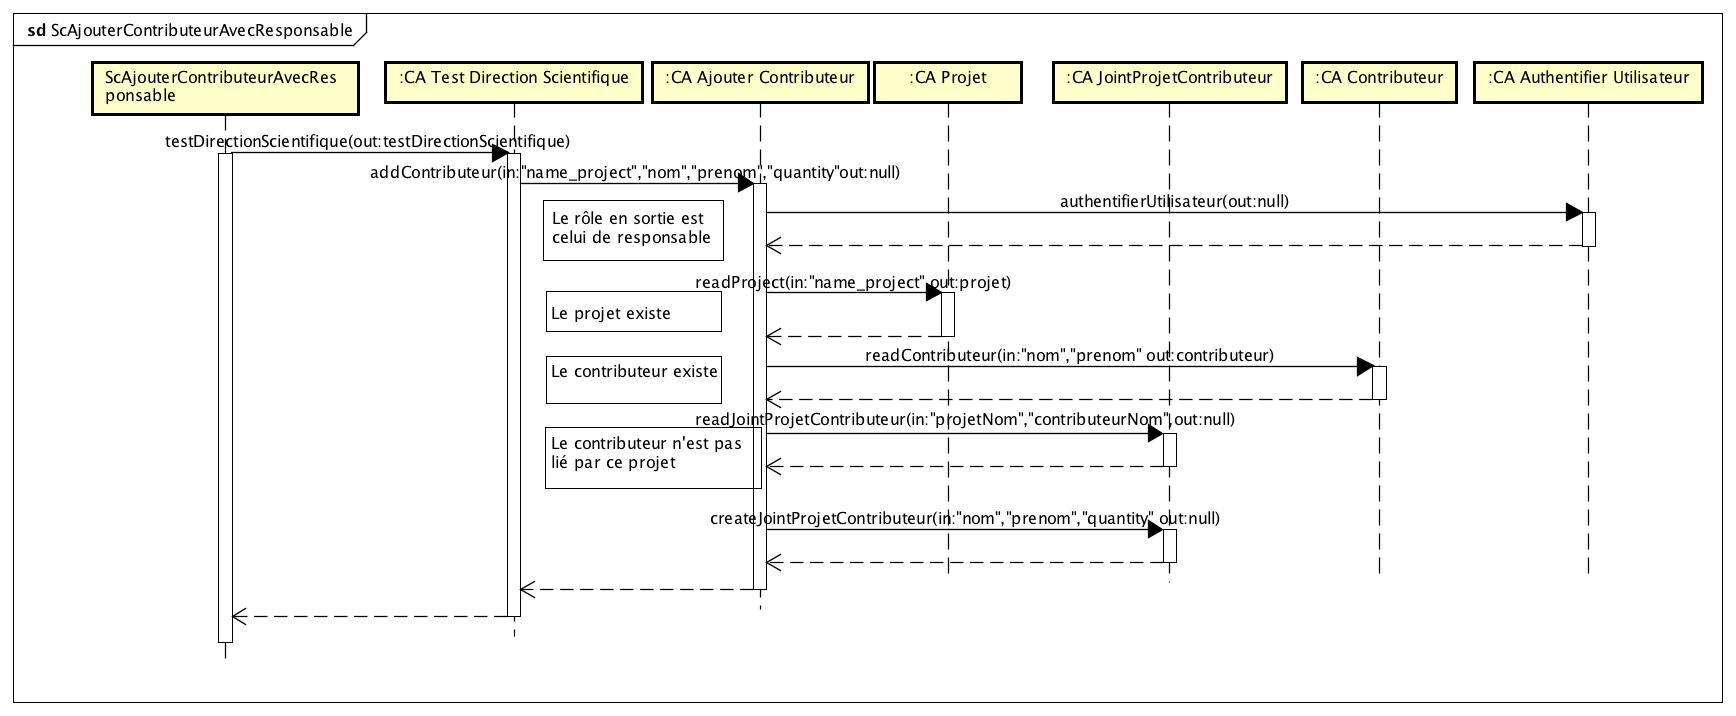 sd ScAjouterContributeurAvecResponsable
ScAjouterContributeurAvecRes
ponsable
:CA Test Direction Scientifique
:CA Ajouter Contributeur
:CA Projet
:CA JointProjetContributeur
:CA Contributeur
:CA Authentifier Utilisateur
testDirectionScientifique(out:testDirectionScientifique)
addContributeur(in:"name_project","nom","prenom","quantity"out:null)
authentifierUtilisateur(out:null)
Le rôle en sortie est
celui de responsable
readProject(in:"name_project" out:projet)
Le projet existe
readContributeur(in:"nom","prenom" out:contributeur)
Le contributeur existe
readJointProjetContributeur(in:"projetNom","contributeurNom",out:null)
Le contributeur n'est pas
lié par ce projet
createJointProjetContributeur(in:"nom","prenom","quantity" out:null)